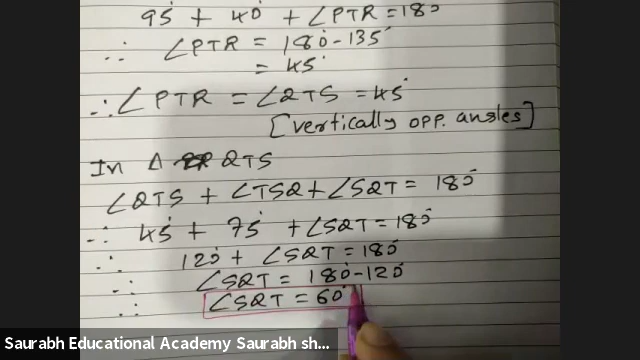 95° + 40° + ∠PTR = 180°
∴ ∠PTR = 180° - 135°
= 45°
∴ ∠PTR = ∠QTS = 45°
[vertically opp. angles]
In Δ QTS
∠QTS + ∠TSQ + ∠SQT = 180°
∴ 45° + 75° + ∠SQT = 180°
∴ 120° + ∠SQT = 180°
∴ ∠SQT = 180° - 120°
∴ ∠SQT = 60°
Saurabh Educational Academy Saurabh sh...